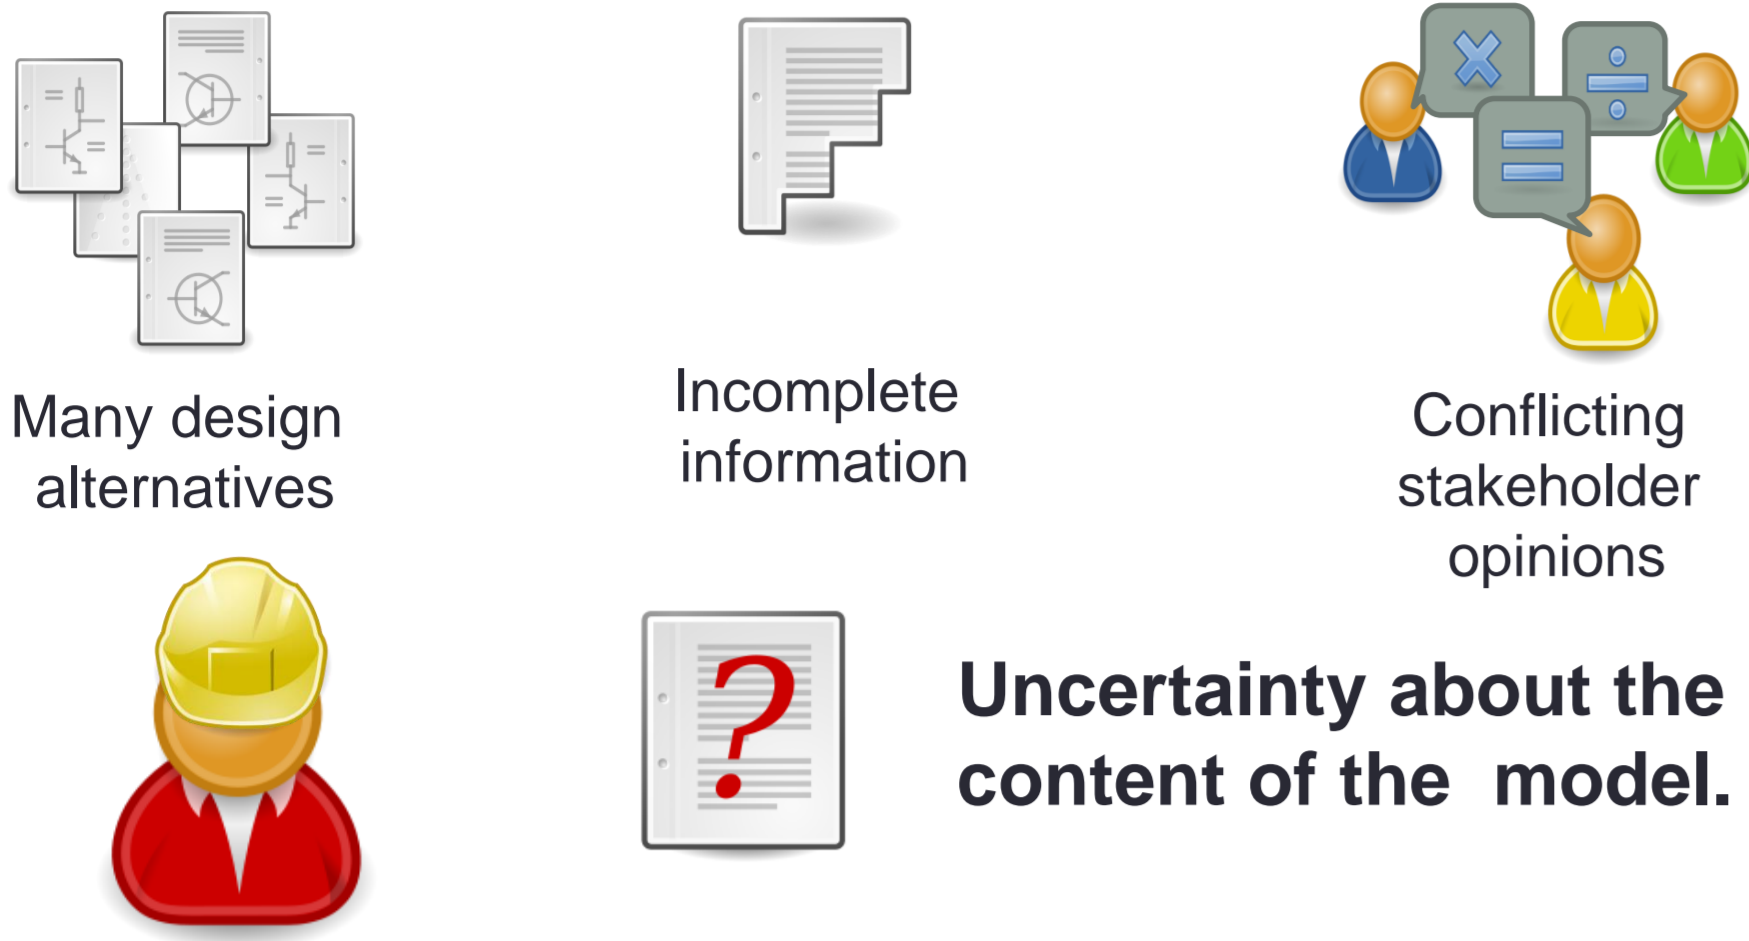 Many design
alternatives
Incomplete
information
Conflicting
stakeholder
opinions
?
Uncertainty about the
content of the  model.